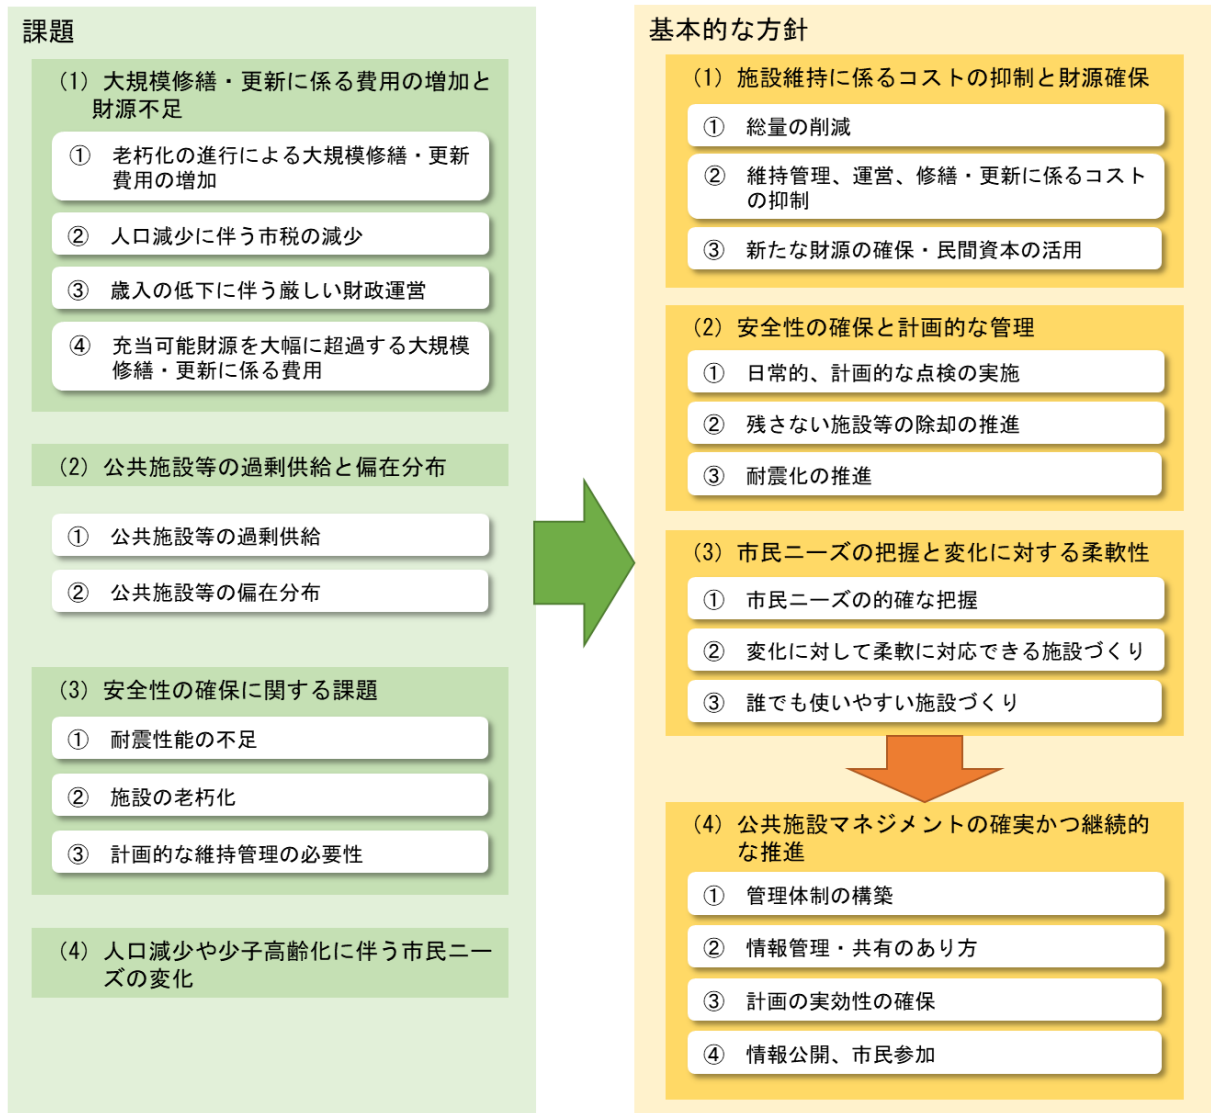 課題
（1）大規模修繕・更新に係る費用の増加と
財源不足
① 老朽化の進行による大規模修繕・更新
費用の増加
② 人口減少に伴う市税の減少
③ 歳入の低下に伴う厳しい財政運営
④ 充当可能財源を大幅に超過する大規模
修繕・更新に係る費用
（2）公共施設等の過剰供給と偏在分布
① 公共施設等の過剰供給
② 公共施設等の偏在分布
（3）安全性の確保に関する課題
① 耐震性能の不足
② 施設の老朽化
③ 計画的な維持管理の必要性
（4）人口減少や少子高齢化に伴う市民ニー
ズの変化
基本的な方針
（1）施設維持に係るコストの抑制と財源確保
① 総量の削減
② 維持管理、運営、修繕・更新に係るコスト
の抑制
③ 新たな財源の確保・民間資本の活用
（2）安全性の確保と計画的な管理
① 日常的、計画的な点検の実施
② 残さない施設等の除却の推進
③ 耐震化の推進
（3）市民ニーズの把握と変化に対する柔軟性
① 市民ニーズの的確な把握
② 変化に対して柔軟に対応できる施設づくり
③ 誰でも使いやすい施設づくり
（4）公共施設マネジメントの確実かつ継続的
な推進
① 管理体制の構築
② 情報管理・共有のあり方
③ 計画の実効性の確保
④ 情報公開、市民参加